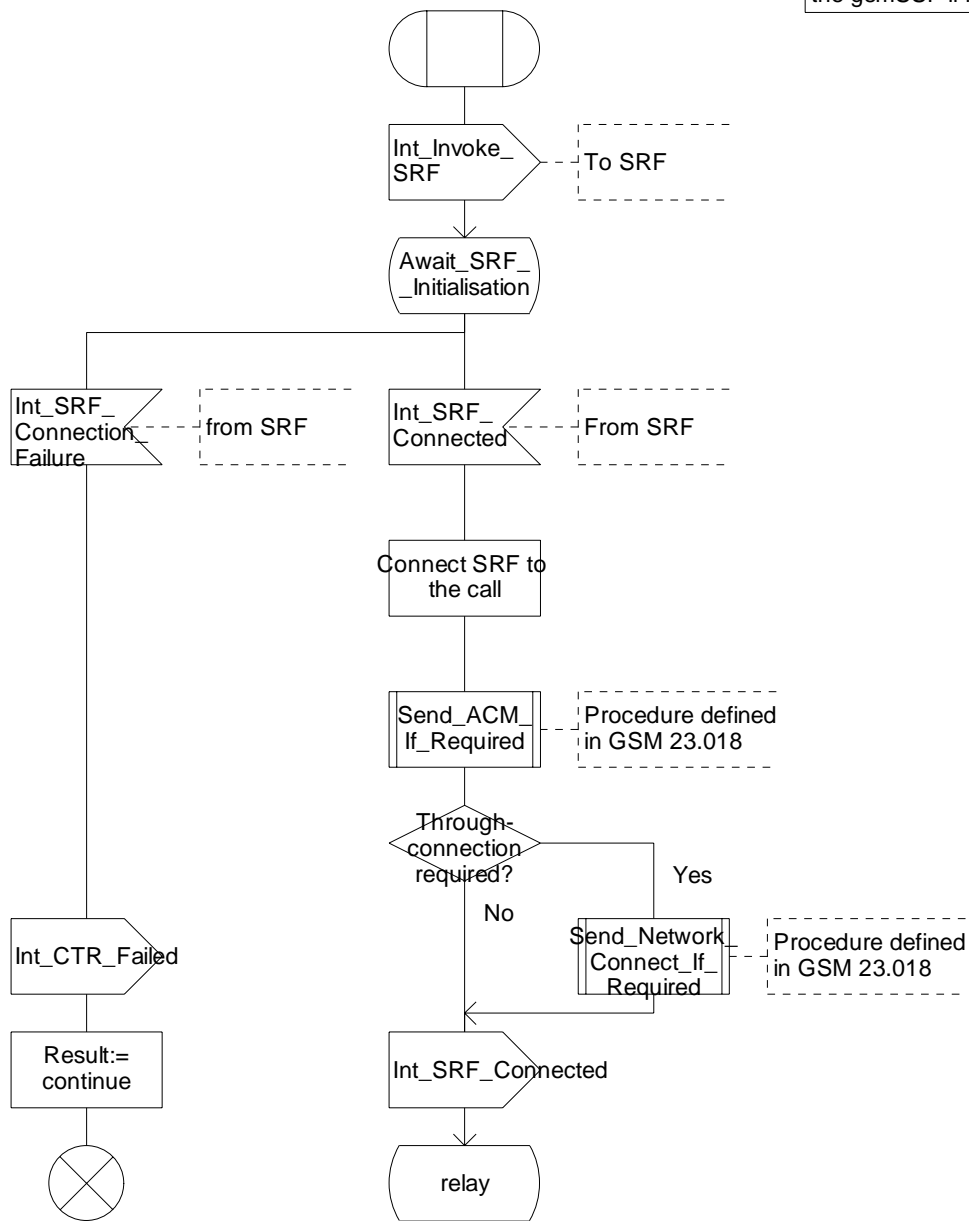 the gsmSSF if
Int_Invoke_
SRF
To SRF
Await_SRF_
_Initialisation
Int_SRF_
Connection_
Failure
from SRF
Int_SRF_
Connected
From SRF
Connect SRF to
the call
Send_ACM_
If_Required
Procedure defined
in GSM 23.018
Through-
connection
required?
Yes
No
Int_CTR_Failed
Send_Network_
Connect_If_
Required
Procedure defined
in GSM 23.018
Result:=
continue
Int_SRF_Connected
relay